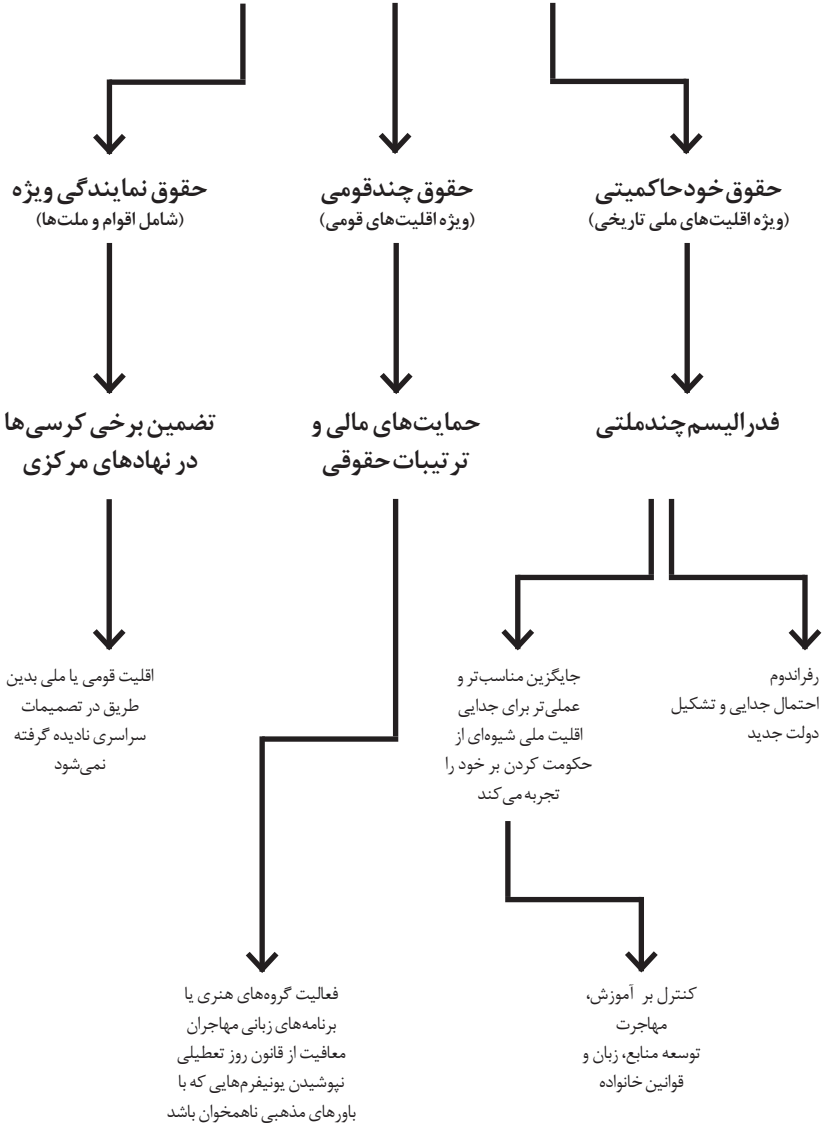 حقوق خودحاکمیتی
(ویژه اقلیت‌های ملی تاریخی)
حقوق چندقومی
(ویژه اقلیت‌های قومی)
حقوق نمایندگی ویژه
(شامل اقوام و ملت‌ها)
فدرالیسم چندملتی
حمایت‌های مالی و
ترتیبات حقوقی
تضمین برخی کرسی‌ها
در نهادهای مرکزی
رفراندوم
احتمال جدایی و تشکیل
دولت جدید
جایگزین مناسب‌تر و
عملی‌تر برای جدایی
اقلیت ملی شیوه‌ای از
حکومت کردن بر خود را
تجربه می‌کند
اقلیت قومی یا ملی بدین
طریق در تصمیمات
سراسری نادیده گرفته
نمی‌شود
کنترل بر آموزش،
مهاجرت
توسعه منابع، زبان و
قوانین خانواده
فعالیت گروه‌های هنری یا
برنامه‌های زبانی مهاجران
معافیت از قانون روز تعطیلی
نپوشیدن یونیفرم‌هایی که با
باورهای مذهبی ناهمخوان باشد